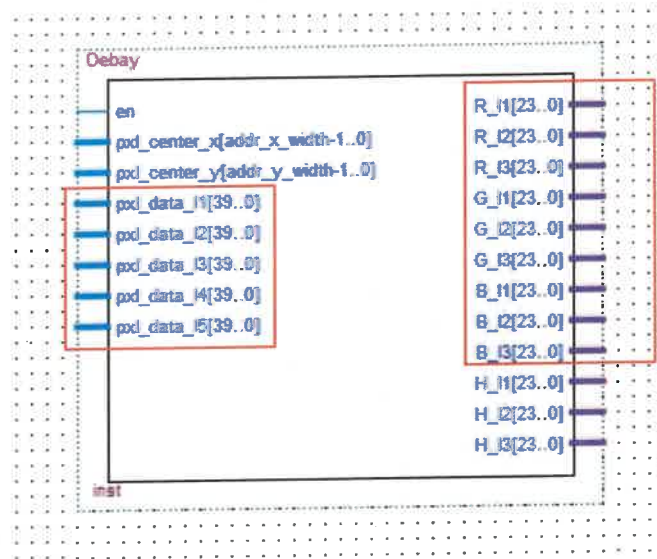 Debay
en
pxl_center_x[addr_x_width-1..0]
pxl_center_y[addr_y_width-1..0]
pxl_data_l1[39..0]
pxl_data_l2[39..0]
pxl_data_l3[39..0]
pxl_data_l4[39..0]
pxl_data_l5[39..0]
R_l1[23..0]
R_l2[23..0]
R_l3[23..0]
G_l1[23..0]
G_l2[23..0]
G_l3[23..0]
B_l1[23..0]
B_l2[23..0]
B_l3[23..0]
H_l1[23..0]
H_l2[23..0]
H_l3[23..0]
inst